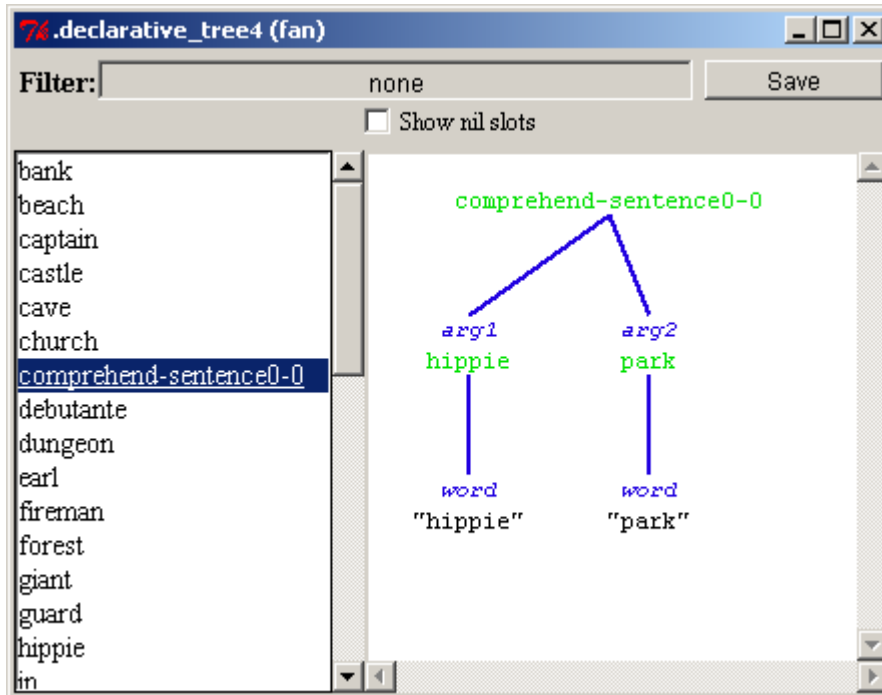 .declarative_tree4 (fan)
Filter: none Save
Show nil slots
bank
beach
captain
castle
cave
church
comprehend-sentence0-0
debutante
dungeon
earl
fireman
forest
giant
guard
hippie
in
comprehend-sentence0-0
arg1 arg2
hippie park
word word
"hippie" "park"